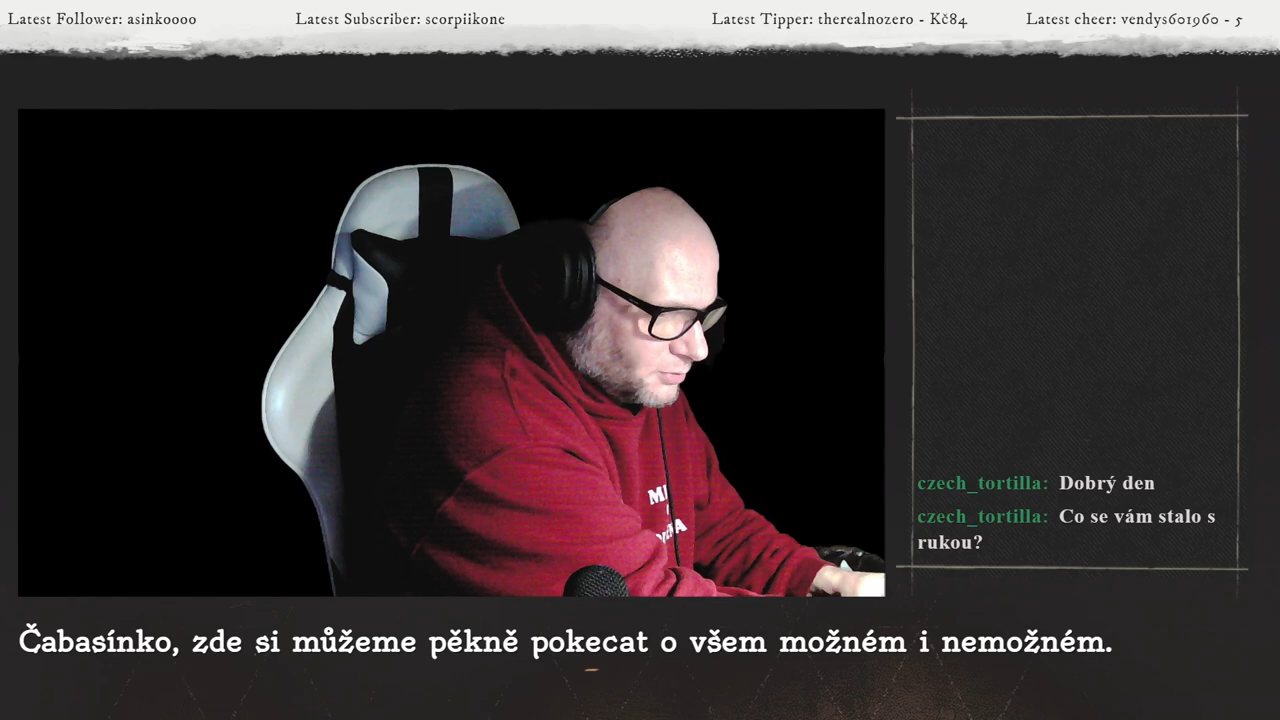 Latest Follower: asinkoooo
Latest Subscriber: scorpiikone
Latest Tipper: therealnozero - Kč84
Latest cheer: vendys601960 - 5
czech_tortilla: Dobrý den
czech_tortilla: Co se vám stalo s
rukou?
Čabasínko, zde si můžeme pěkně pokecat o všem možném i nemožném.